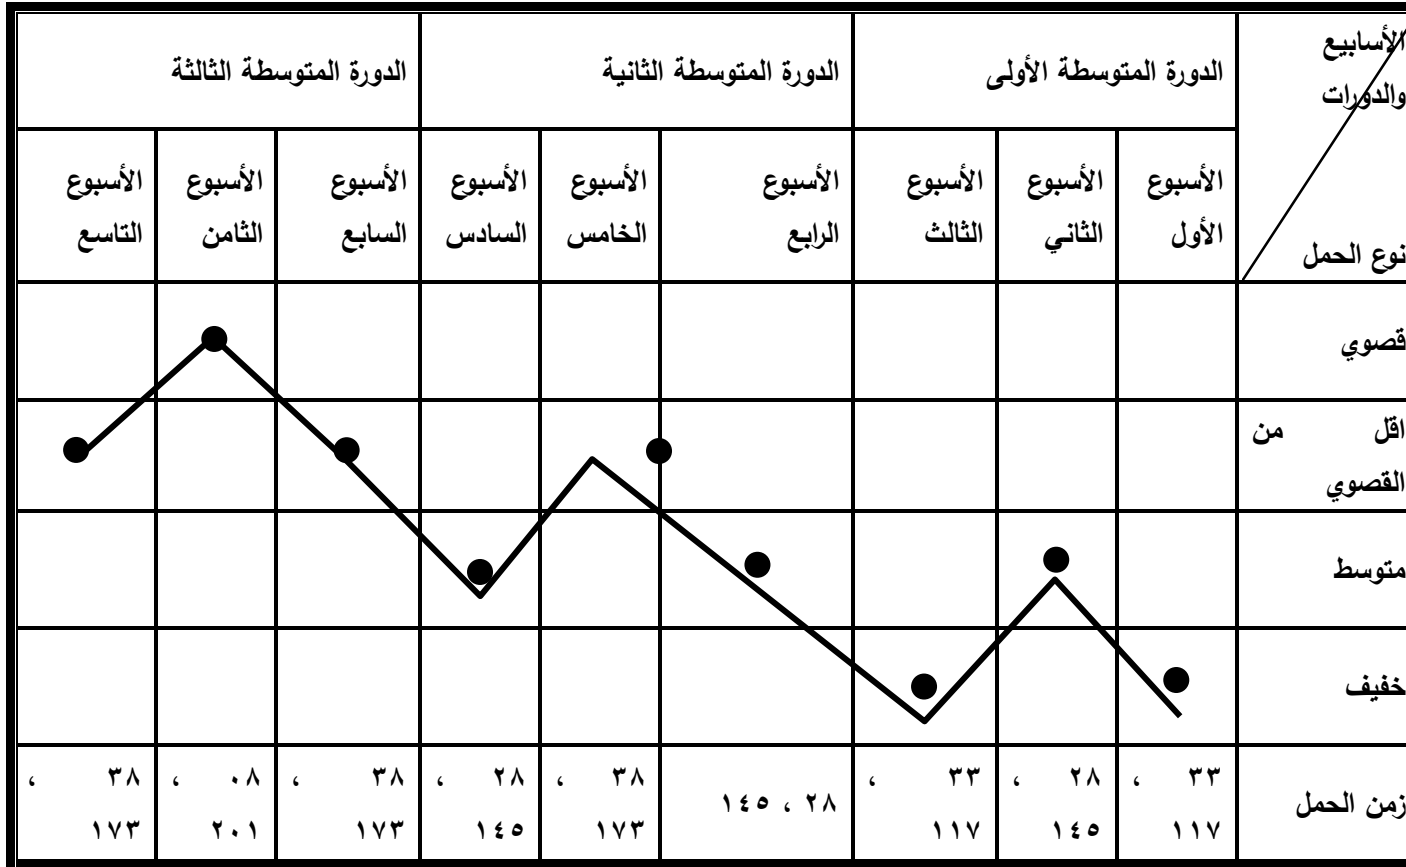 الأسابيع
والدورات
نوع الحمل
الدورة المتوسطة الأولى
الدورة المتوسطة الثانية
الدورة المتوسطة الثالثة
الأسبوع
الأول
الأسبوع
الثاني
الأسبوع
الثالث
الأسبوع
الرابع
الأسبوع
الخامس
الأسبوع
السادس
الأسبوع
السابع
الأسبوع
الثامن
الأسبوع
التاسع
قصوي
اقل من
القصوي
متوسط
خفيف
زمن الحمل
٣٣ ،
١١٧
٢٨ ،
١٤٥
٣٣ ،
١١٧
٢٨ ، ١٤٥
٣٨ ،
١٧٣
٢٨ ،
١٤٥
٣٨ ،
١٧٣
٠٨ ،
٢٠١
٣٨ ،
١٧٣